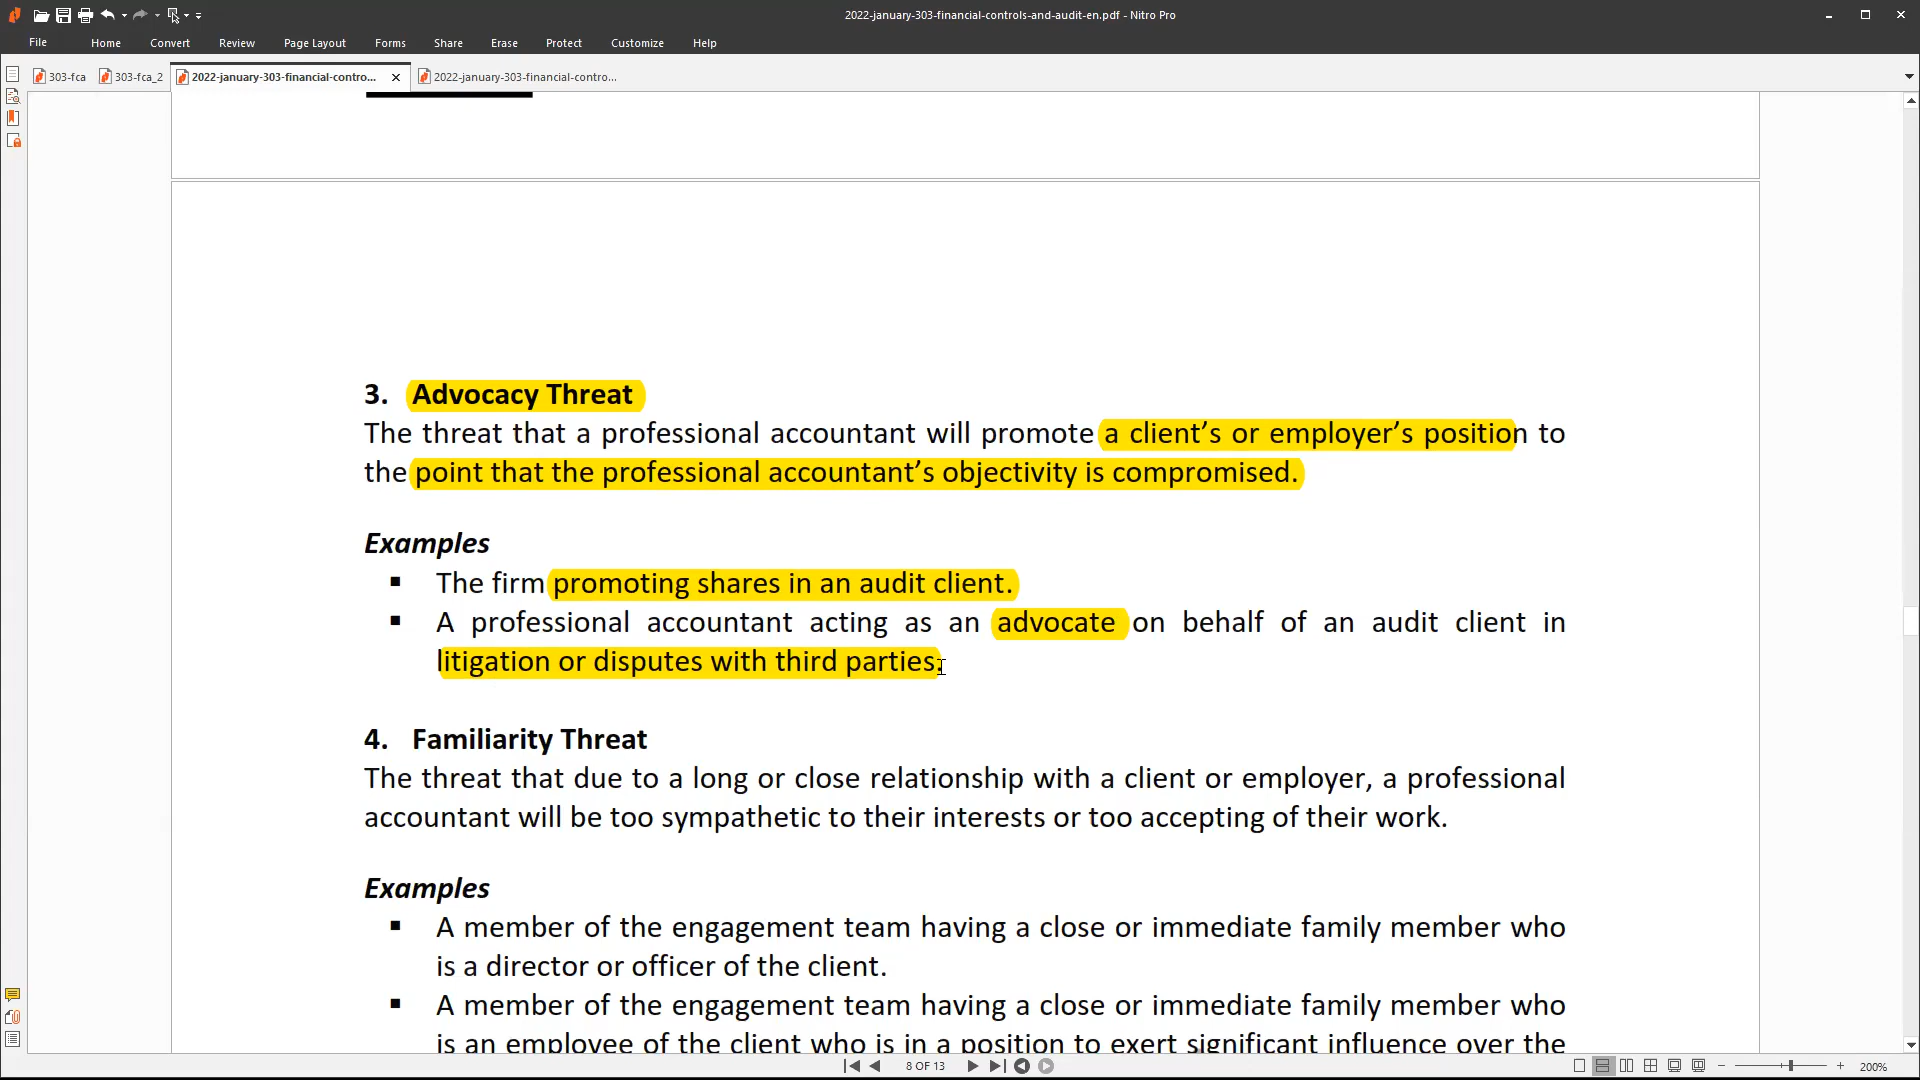 2022-january-303-financial-controls-and-audit-en.pdf - Nitro Pro
File Home Convert Review Page Layout Forms Share Erase Protect Customize Help
303-fca 303-fca_2 2022-january-303-financial-contro... 2022-january-303-financial-contro...
3. Advocacy Threat
The threat that a professional accountant will promote a client’s or employer’s position to
the point that the professional accountant’s objectivity is compromised.
Examples
▪ The firm promoting shares in an audit client.
▪ A professional accountant acting as an advocate on behalf of an audit client in
litigation or disputes with third parties.
4. Familiarity Threat
The threat that due to a long or close relationship with a client or employer, a professional
accountant will be too sympathetic to their interests or too accepting of their work.
Examples
▪ A member of the engagement team having a close or immediate family member who
is a director or officer of the client.
▪ A member of the engagement team having a close or immediate family member who
is an employee of the client who is in a position to exert significant influence over the
8 OF 13
200%